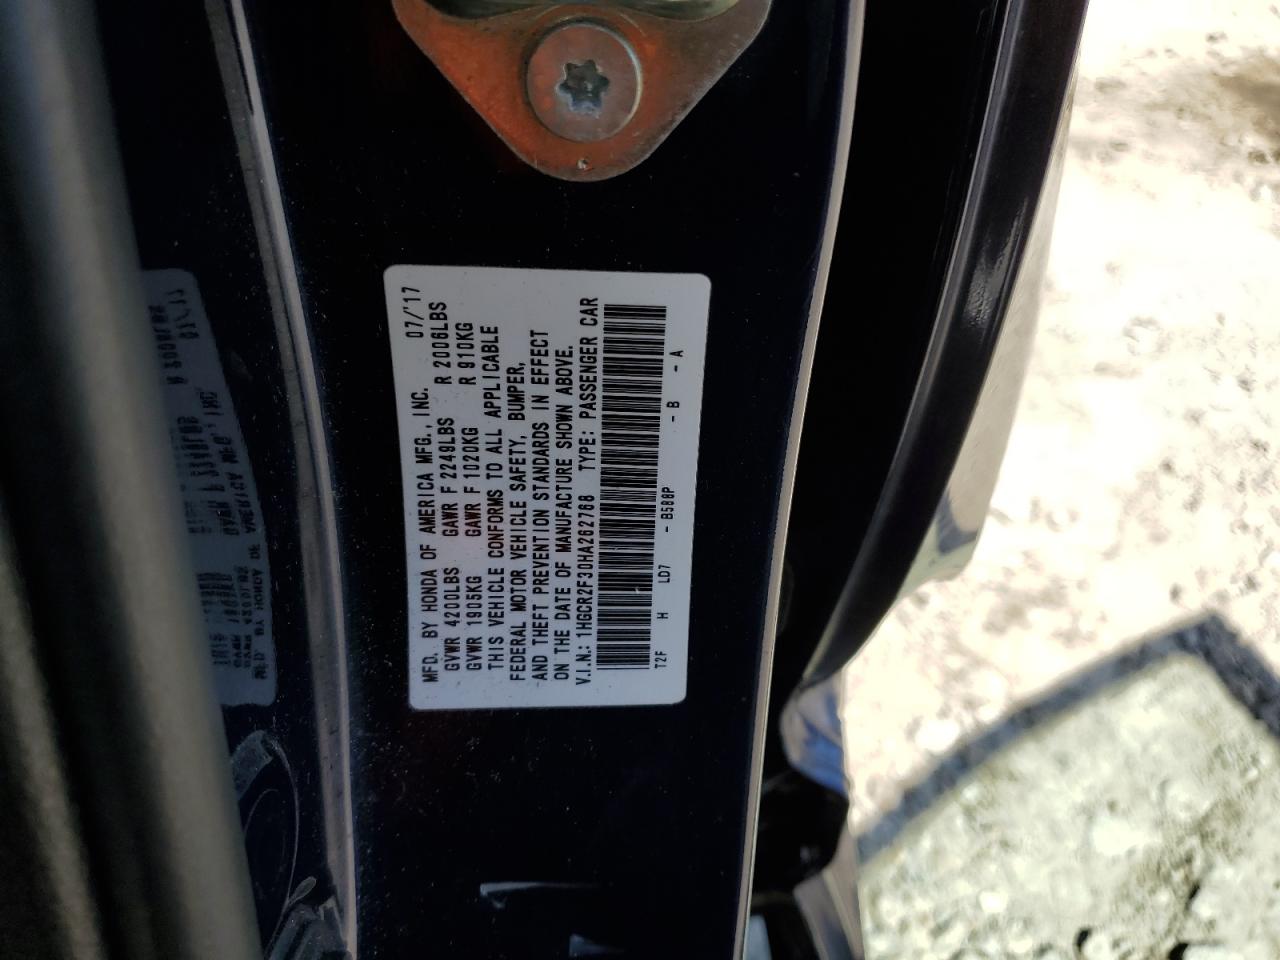 MFD. BY HONDA OF AMERICA MFG., INC. 07/'17
GVWR 4200LBS GAWR F 2249LBS R 2006LBS
GVWR 1905KG GAWR F 1020KG R 910KG
THIS VEHICLE CONFORMS TO ALL APPLICABLE
FEDERAL MOTOR VEHICLE SAFETY, BUMPER,
AND THEFT PREVENTION STANDARDS IN EFFECT
ON THE DATE OF MANUFACTURE SHOWN ABOVE.
V.I.N.: 1HGCR2F30HA262768 TYPE: PASSENGER CAR
T2F H LD7 - B588P - B - A